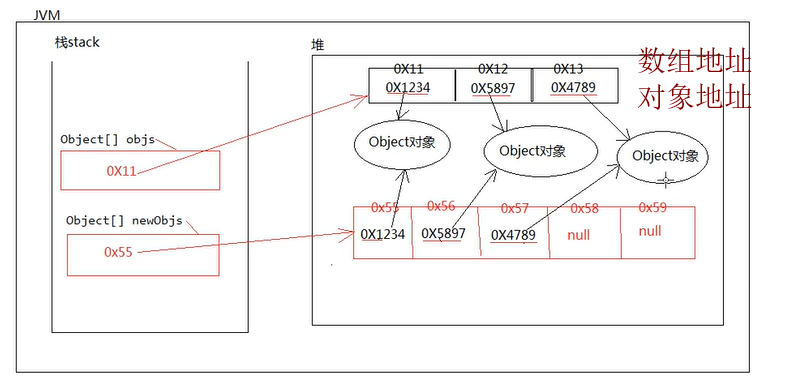 JVM
栈stack
堆
0X11 0X12 0X13
数组地址
0X1234 0X5897 0X4789
对象地址
Object[] objs
0X11
Object对象 Object对象 Object对象
Object[] newObjs
0x55 0x56 0x57 0x58 0x59
0X1234 0X5897 0X4789 null null
0x55